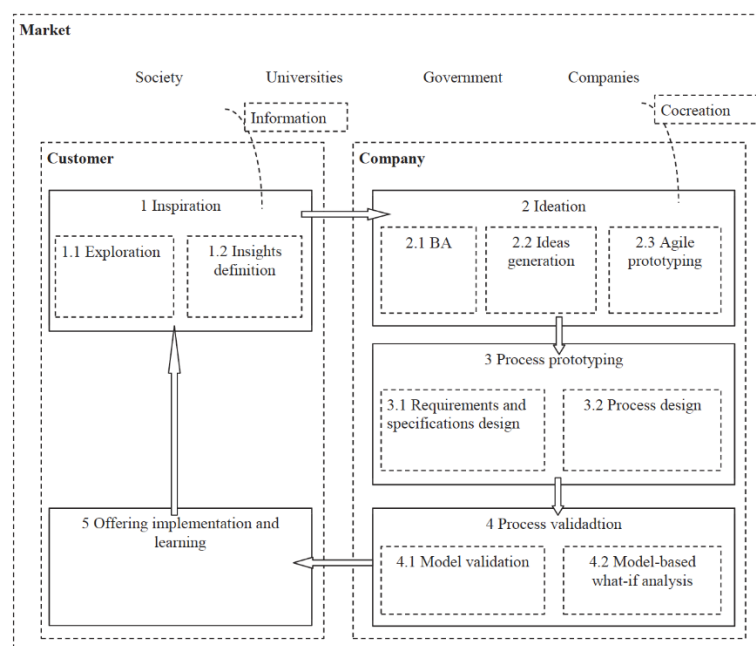 Market
Society Universities Government Companies
Information
Cocreation
Customer
Company
1 Inspiration
1.1 Exploration
1.2 Insights
definition
2 Ideation
2.1 BA
2.2 Ideas
generation
2.3 Agile
prototyping
3 Process prototyping
3.1 Requirements and
specifications design
3.2 Process design
5 Offering implementation and
learning
4 Process validadtion
4.1 Model validation
4.2 Model-based
what-if analysis